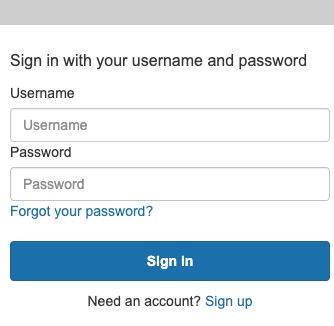 Sign in with your username and password
Username
Username
Password
Password
Forgot your password?
Sign in
Need an account? Sign up